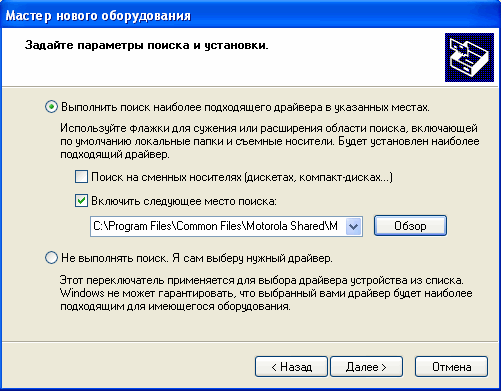 Мастер нового оборудования
Задайте параметры поиска и установки.
Выполнить поиск наиболее подходящего драйвера в указанных местах.
Используйте флажки для сужения или расширения области поиска, включающей
по умолчанию локальные папки и съемные носители. Будет установлен наиболее
подходящий драйвер.
Поиск на сменных носителях (дискетах, компакт-дисках...)
Включить следующее место поиска:
C:\Program Files\Common Files\Motorola Shared\M
Обзор
Не выполнять поиск. Я сам выберу нужный драйвер.
Этот переключатель применяется для выбора драйвера устройства из списка.
Windows не может гарантировать, что выбранный вами драйвер будет наиболее
подходящим для имеющегося оборудования.
< Назад Далее > Отмена